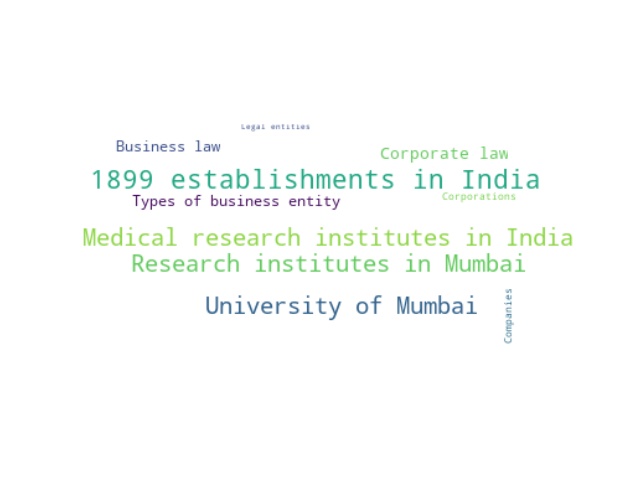 Legal entities
Business law
Corporate law
1899 establishments in India
Corporations
Types of business entity
Medical research institutes in India
Research institutes in Mumbai
University of Mumbai
Companies